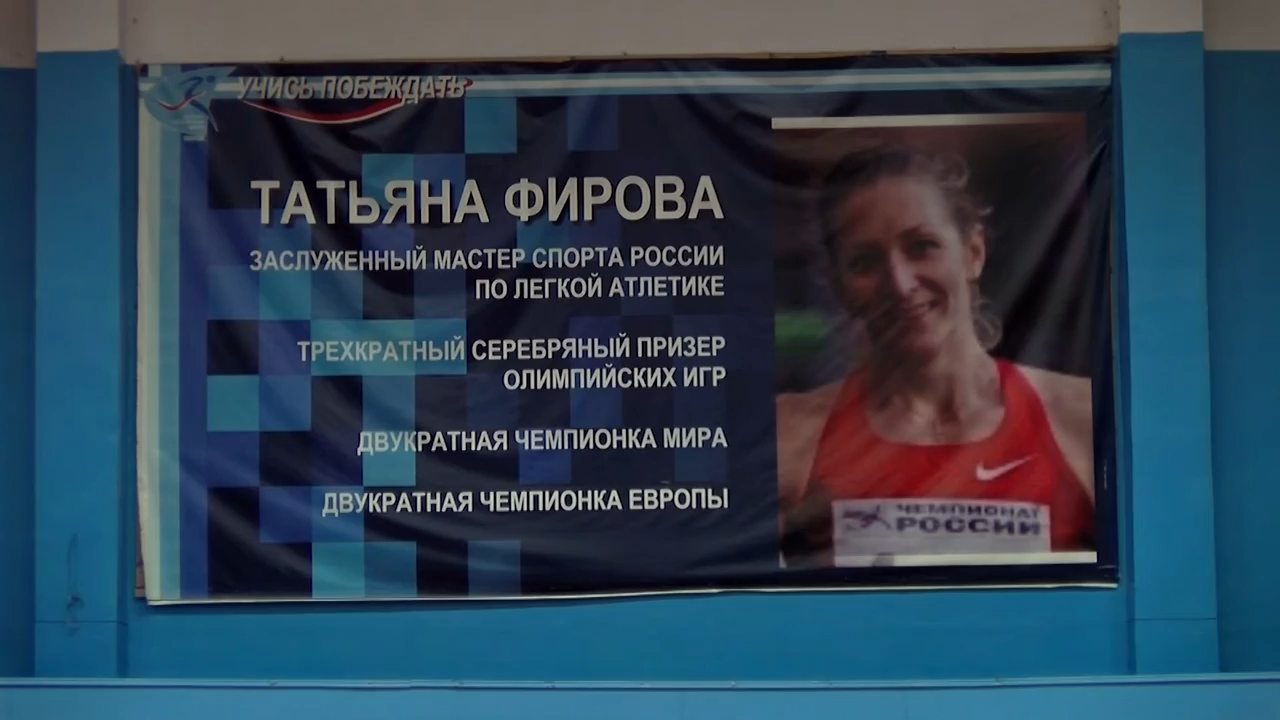 УЧИСЬ ПОБЕЖДАТЬ
ТАТЬЯНА ФИРОВА
ЗАСЛУЖЕННЫЙ МАСТЕР СПОРТА РОССИИ
ПО ЛЕГКОЙ АТЛЕТИКЕ
ТРЕХКРАТНЫЙ СЕРЕБРЯНЫЙ ПРИЗЕР
ОЛИМПИЙСКИХ ИГР
ДВУКРАТНАЯ ЧЕМПИОНКА МИРА
ДВУКРАТНАЯ ЧЕМПИОНКА ЕВРОПЫ
ЧЕМПИОНАТ
РОССИИ